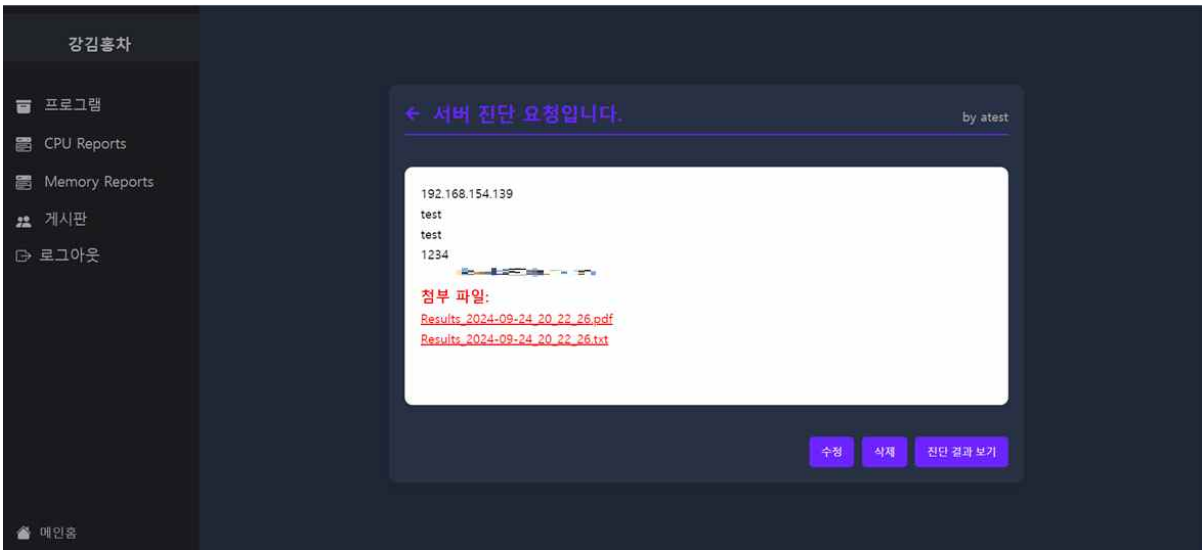 강김홍차
프로그램
CPU Reports
Memory Reports
게시판
로그아웃
메인홈
← 서버 진단 요청입니다.
by atest
192.168.154.139
test
test
1234
첨부 파일:
Results_2024-09-24_20_22_26.pdf
Results_2024-09-24_20_22_26.txt
수정 삭제 진단 결과 보기